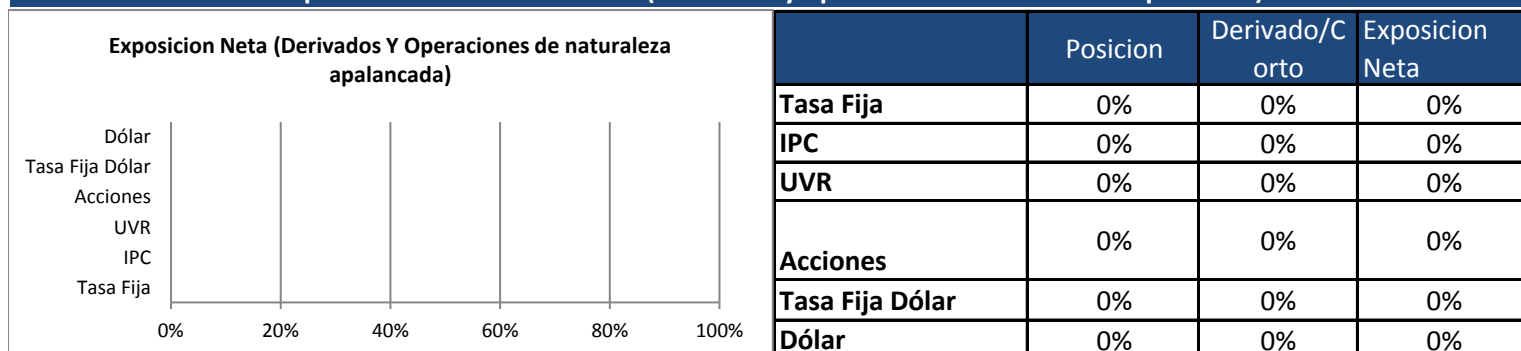 Exposicion Neta (Derivados Y Operaciones de naturaleza
apalancada)
Dólar
Tasa Fija Dólar
Acciones
UVR
IPC
Tasa Fija
0% 20% 40% 60% 80% 100%
Posicion Derivado/C Exposicion
orto Neta
Tasa Fija 0% 0% 0%
IPC 0% 0% 0%
UVR 0% 0% 0%
Acciones 0% 0% 0%
Tasa Fija Dólar 0% 0% 0%
Dólar 0% 0% 0%